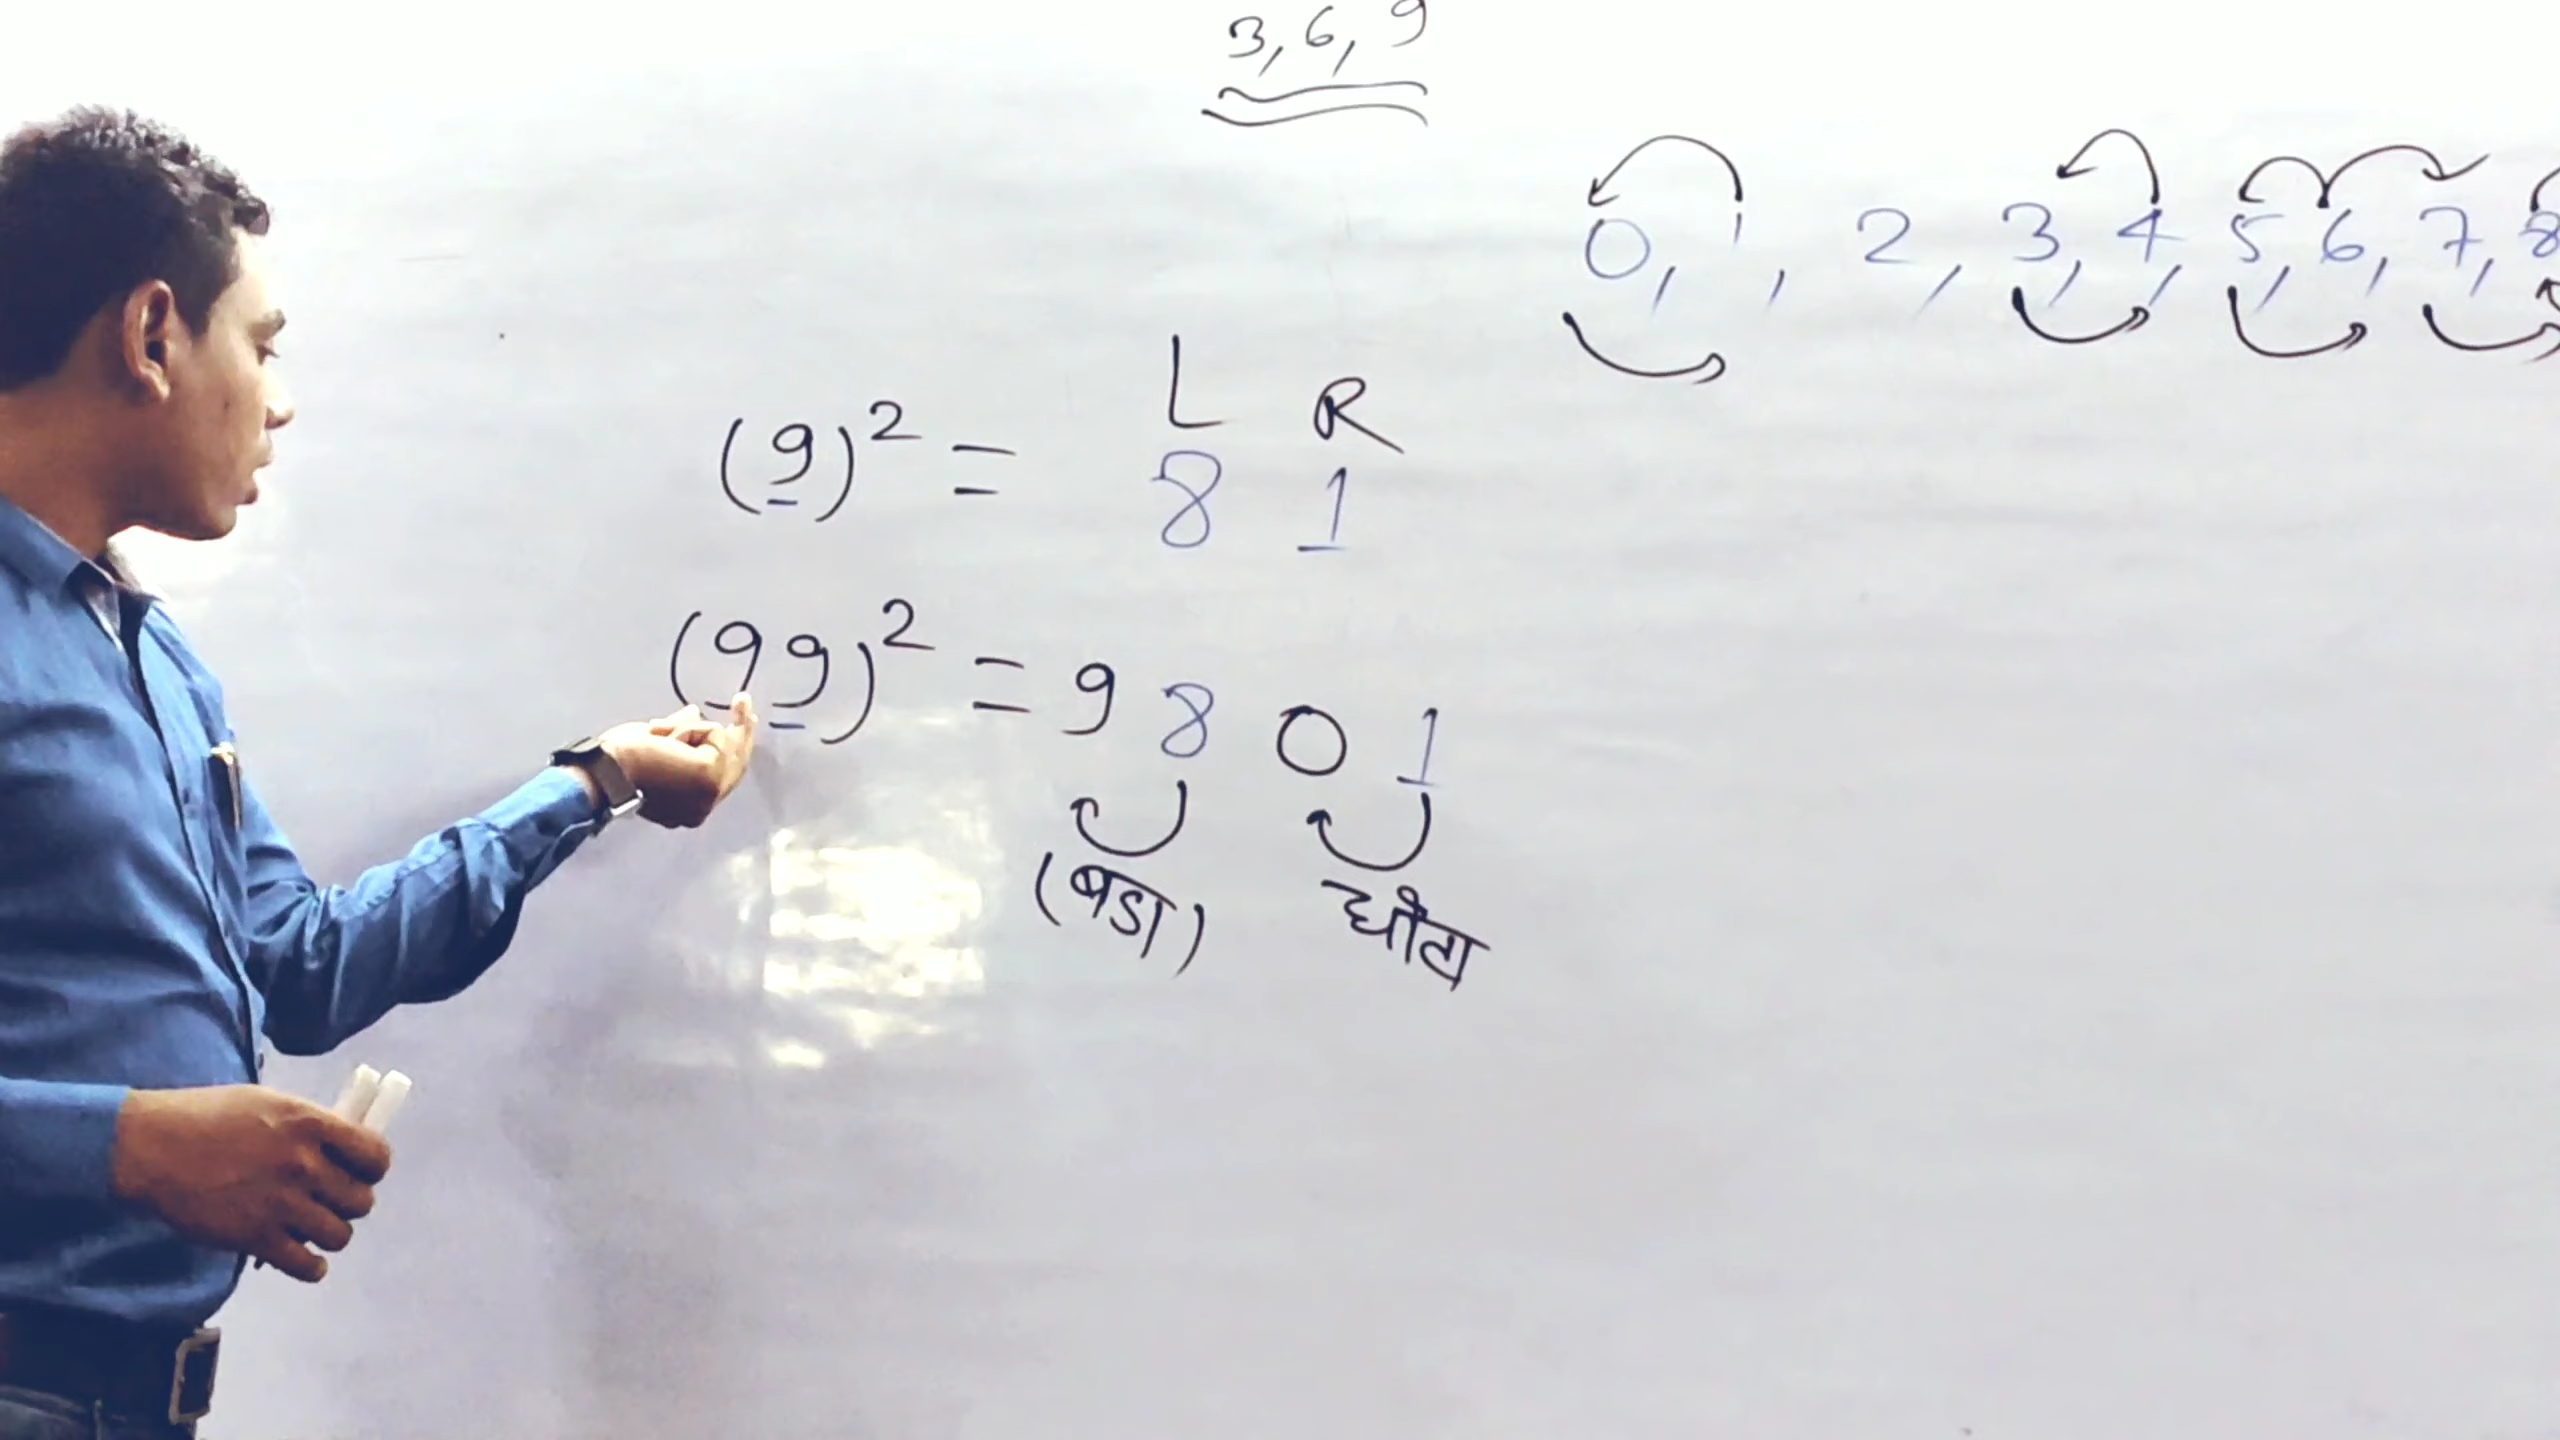 3, 6, 9
0, 1, 2, 3, 4, 5, 6, 7, 8
L R
(9)² = 8 1
(99)² = 9 8 0 1
(बडा) छोटा